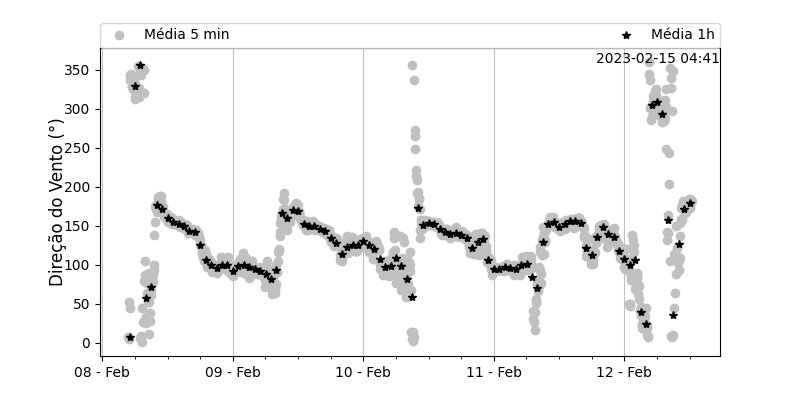 Média 5 min
Média 1h
2023-02-15 04:41
Direção do Vento (°)
350
300
250
200
150
100
50
0
08 - Feb
09 - Feb
10 - Feb
11 - Feb
12 - Feb